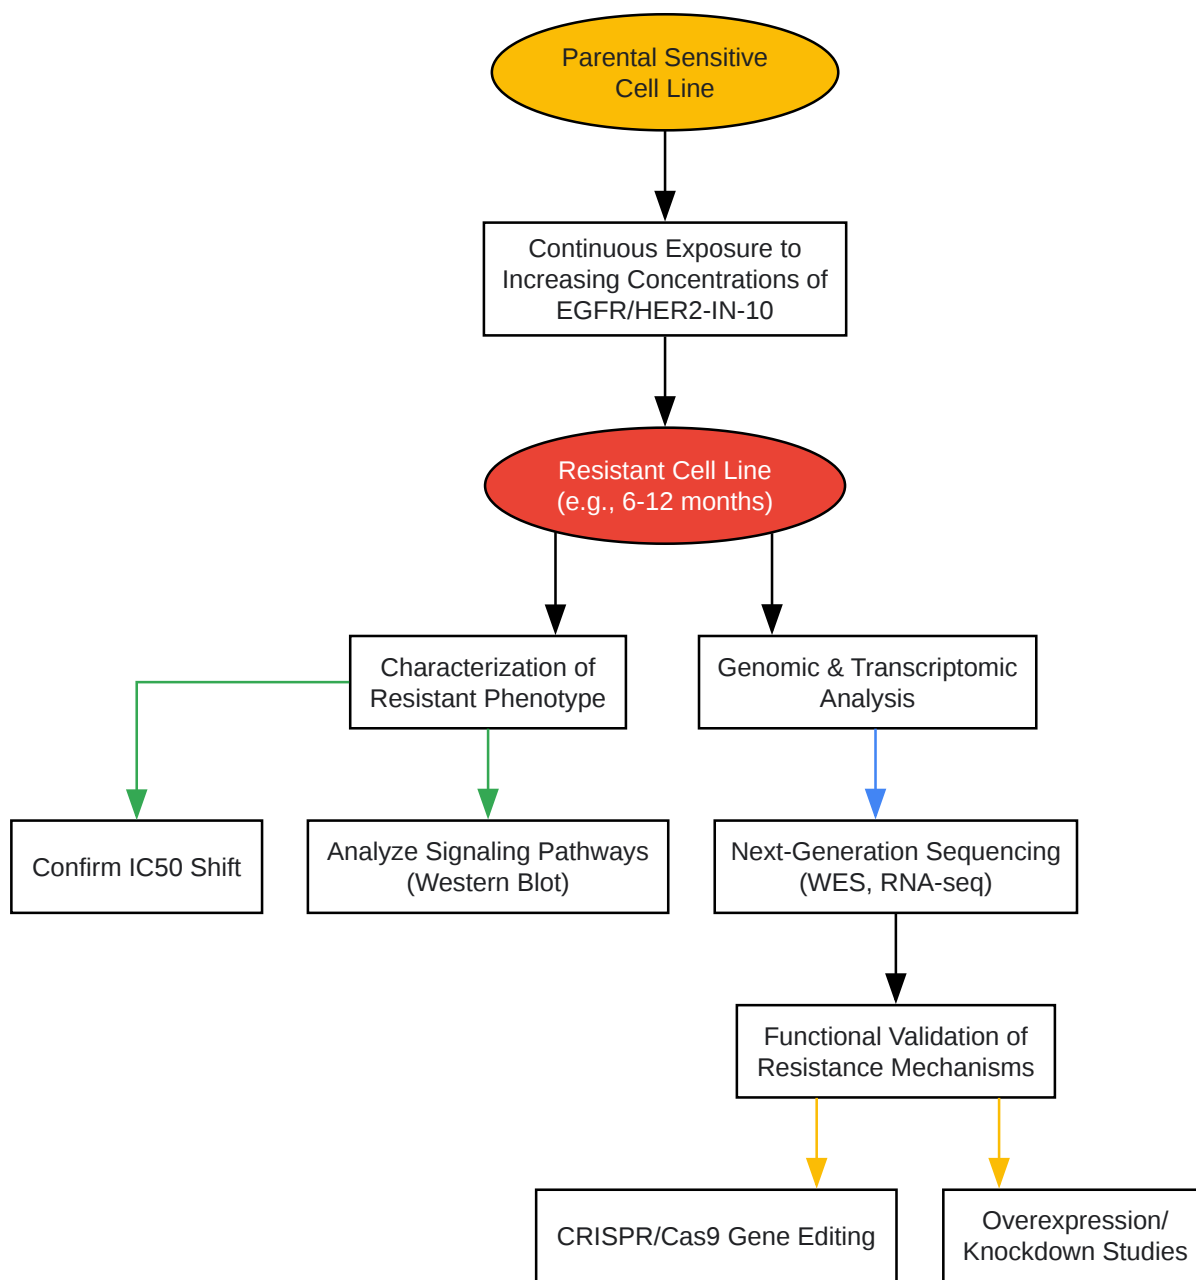 Parental Sensitive
Cell Line
Continuous Exposure to
Increasing Concentrations of
EGFR/HER2-IN-10
Resistant Cell Line
(e.g., 6-12 months)
Characterization of
Resistant Phenotype
Genomic & Transcriptomic
Analysis
Confirm IC50 Shift
Analyze Signaling Pathways
(Western Blot)
Next-Generation Sequencing
(WES, RNA-seq)
Functional Validation of
Resistance Mechanisms
CRISPR/Cas9 Gene Editing
Overexpression/
Knockdown Studies